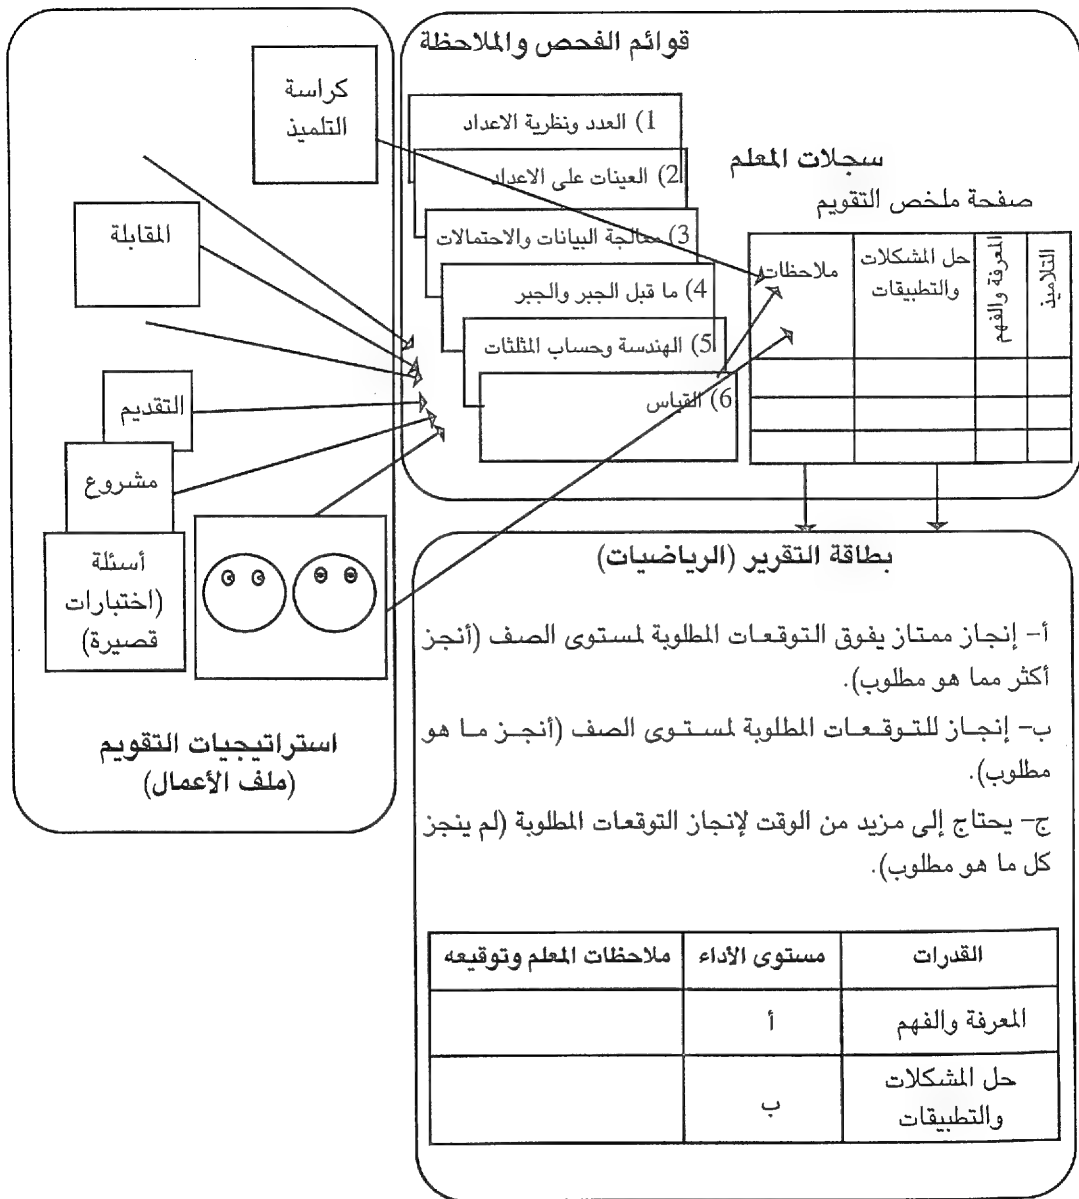 قوائم الفحص والملاحظة
1) العدد ونظرية الاعداد
2) العينات على الاعداد
3) معالجة البيانات والاحتمالات
4) ما قبل الجبر والجبر
5) الهندسة وحساب المثلثات
6) القياس
سجلات المعلم
صفحة ملخص التقويم
التلاميذ
المعرفة والفهم
حل المشكلات
والتطبيقات
ملاحظات
كراسة
التلميذ
المقابلة
التقديم
مشروع
أسئلة
(اختبارات
قصيرة)
استراتيجيات التقويم
(ملف الأعمال)
بطاقة التقرير (الرياضيات)
أ– إنجاز ممتاز يفوق التوقعات المطلوبة لمستوى الصف (أنجز
أكثر مما هو مطلوب).
ب– إنجاز للتوقعات المطلوبة لمستوى الصف (أنجز ما هو
مطلوب).
ج– يحتاج إلى مزيد من الوقت لإنجاز التوقعات المطلوبة (لم ينجز
كل ما هو مطلوب).
القدرات
مستوى الأداء
ملاحظات المعلم وتوقيعه
المعرفة والفهم
أ
حل المشكلات
والتطبيقات
ب